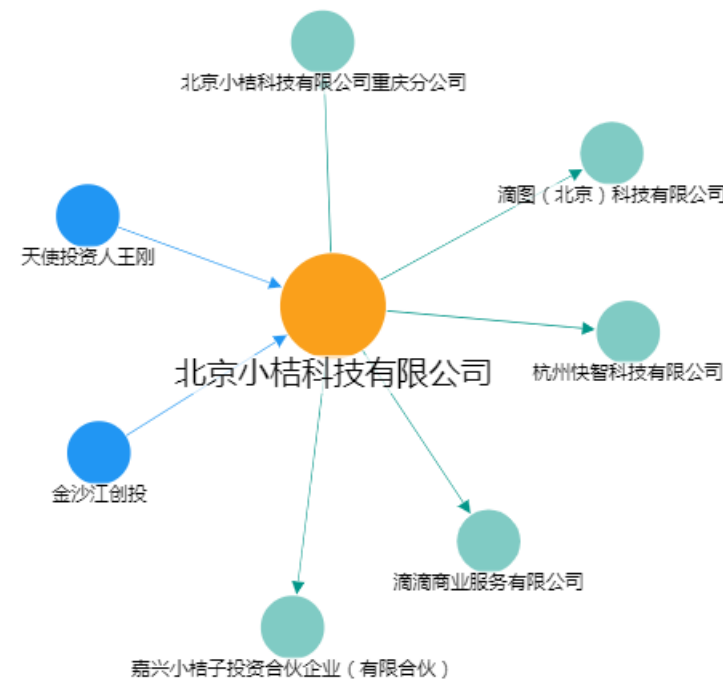 北京小桔科技有限公司重庆分公司
滴图（北京）科技有限公司
天使投资人王刚
北京小桔科技有限公司
杭州快智科技有限公司
金沙江创投
滴滴商业服务有限公司
嘉兴小桔子投资合伙企业（有限合伙）